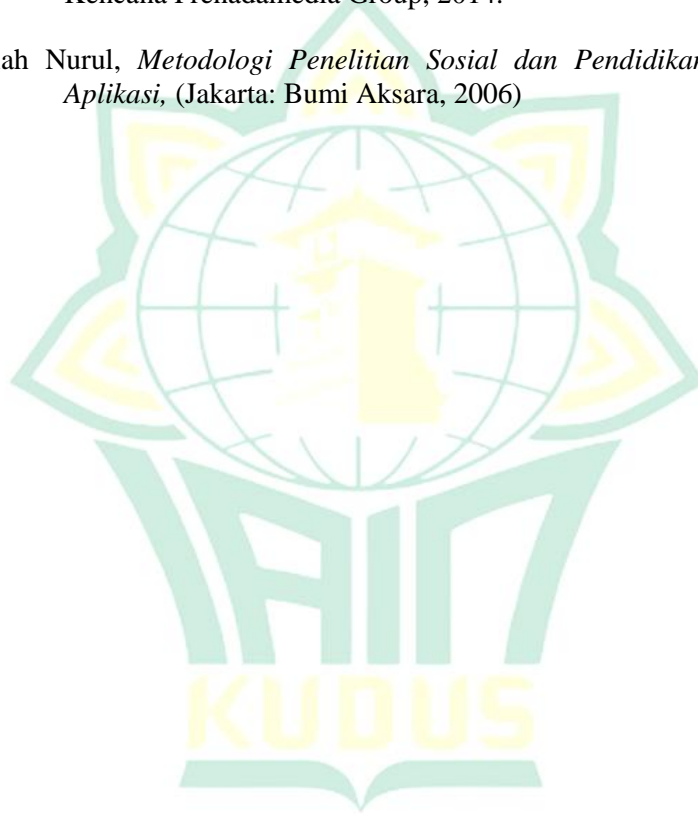 Kencana Prenadamedia Group, 2014.
ah Nurul, Metodologi Penelitian Sosial dan Pendidikan
Aplikasi, (Jakarta: Bumi Aksara, 2006)
IAIN
KUDUS